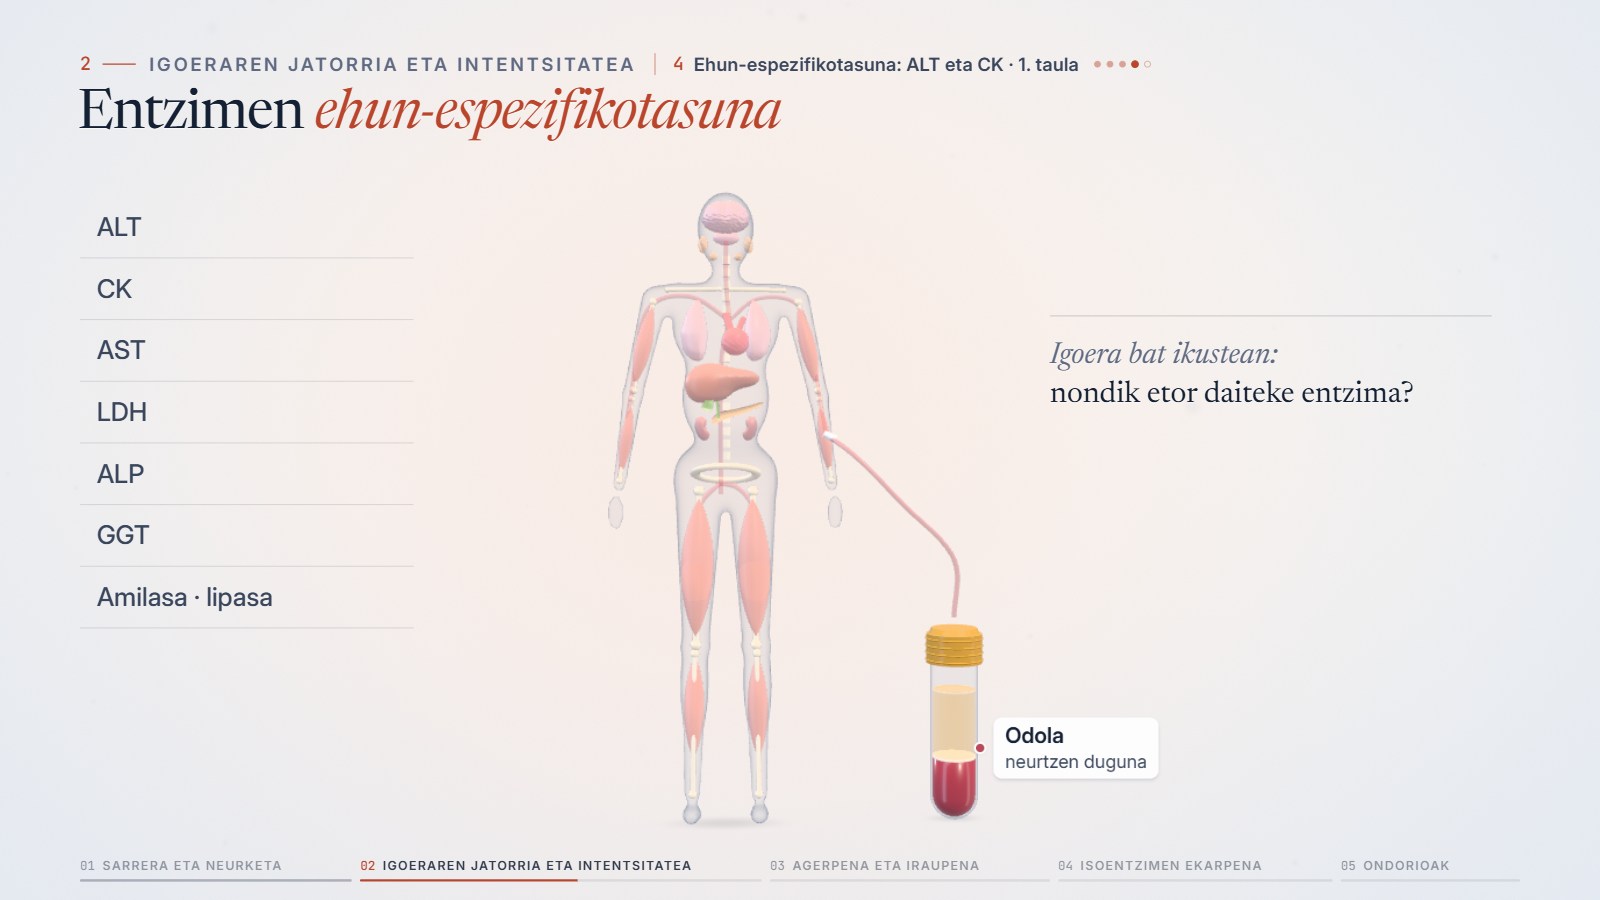 2 — IGOERAREN JATORRIA ETA INTENTSITATEA | 4 Ehun-espezifikotasuna: ALT eta CK · 1. taula
Entzimen ehun-espezifikotasuna
ALT
CK
AST
LDH
ALP
GGT
Amilasa · lipasa
Igoera bat ikustean:
nondik etor daiteke entzima?
Odola
neurtzen duguna
01 SARRERA ETA NEURKETA
02 IGOERAREN JATORRIA ETA INTENTSITATEA
03 AGERPENA ETA IRAUPENA
04 ISOENTZIMEN EKARPENA
05 ONDORIOAK